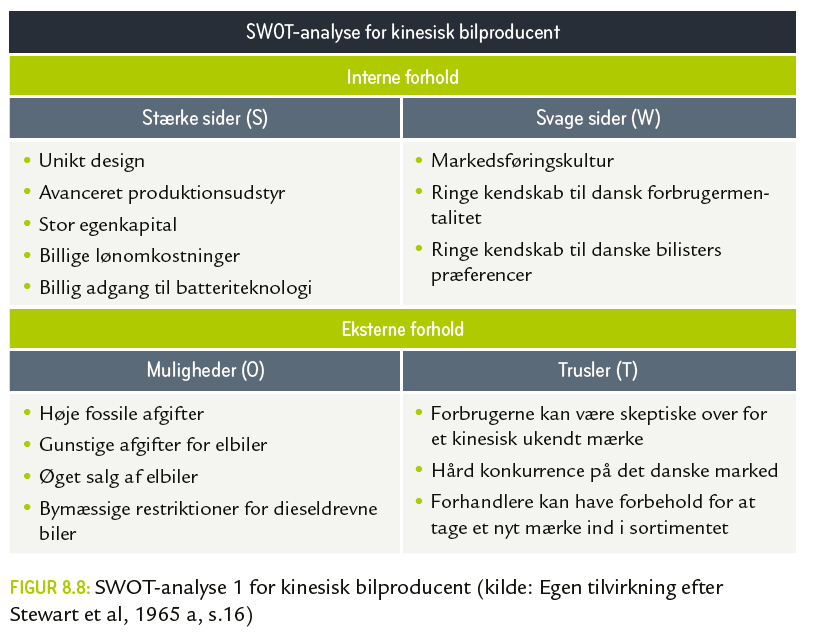 SWOT-analyse for kinesisk bilproducent
Interne forhold
Stærke sider (S)
• Unikt design
• Avanceret produktionsudstyr
• Stor egenkapital
• Billige lønomkostninger
• Billig adgang til batteriteknologi
Svage sider (W)
• Markedsføringskultur
• Ringe kendskab til dansk forbrugermen-
talitet
• Ringe kendskab til danske bilisters
præferencer
Eksterne forhold
Muligheder (O)
• Høje fossile afgifter
• Gunstige afgifter for elbiler
• Øget salg af elbiler
• Bymæssige restriktioner for dieseldrevne
biler
Trusler (T)
• Forbrugerne kan være skeptiske over for
et kinesisk ukendt mærke
• Hård konkurrence på det danske marked
• Forhandlere kan have forbehold for at
tage et nyt mærke ind i sortimentet
FIGUR 8.8: SWOT-analyse 1 for kinesisk bilproducent (kilde: Egen tilvirkning efter
Stewart et al, 1965 a, s.16)